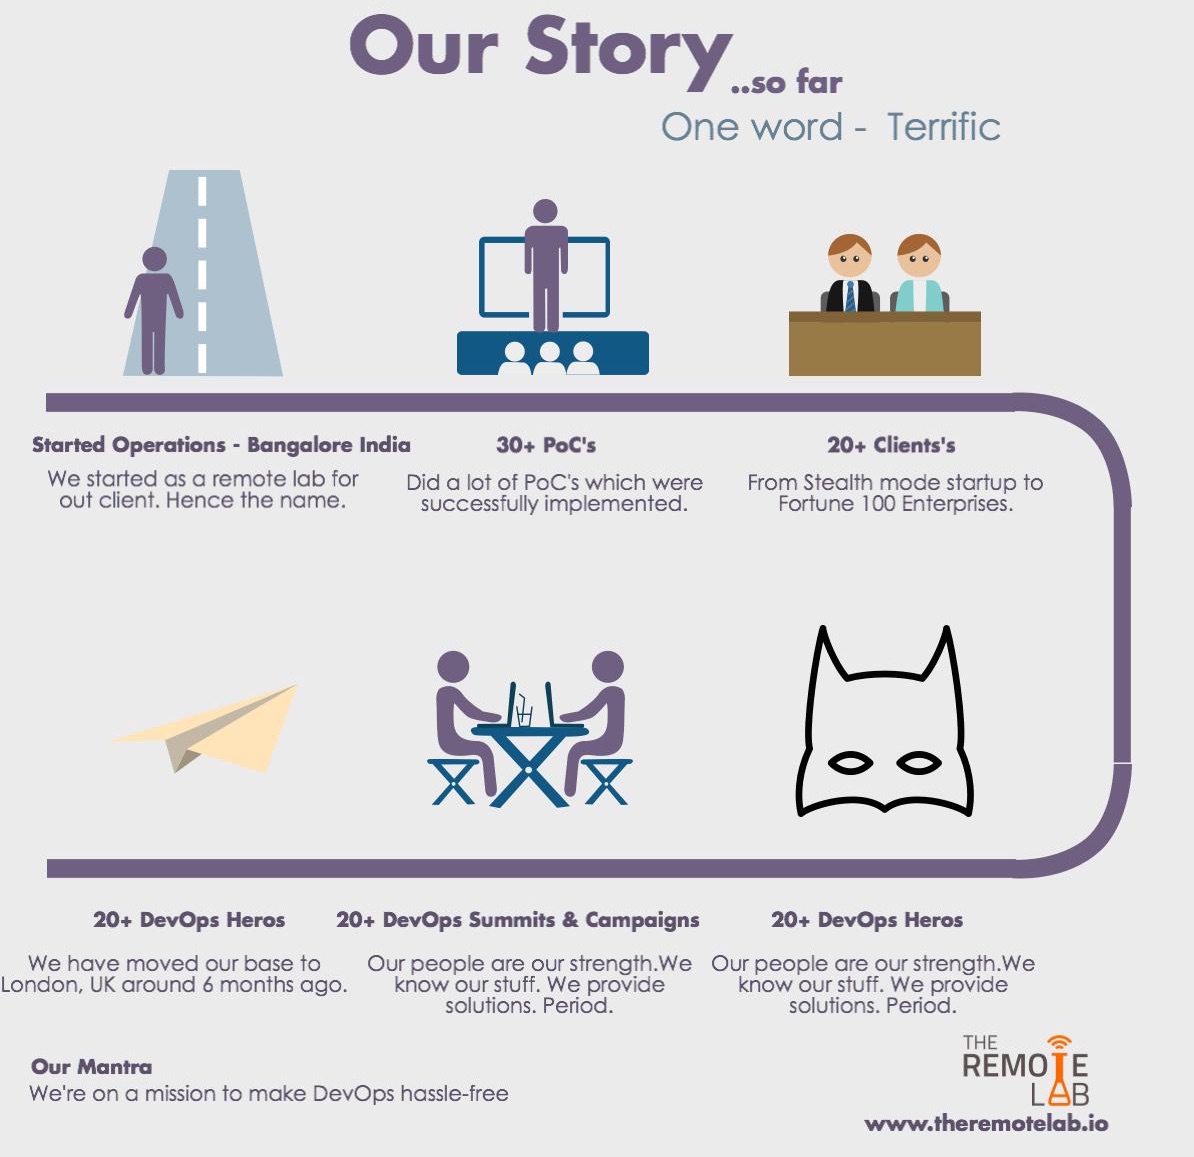 Our Story
..so far
One word - Terrific
Started Operations - Bangalore India
We started as a remote lab for
out client. Hence the name.
30+ PoC's
Did a lot of PoC's which were
successfully implemented.
20+ Clients's
From Stealth mode startup to
Fortune 100 Enterprises.
20+ DevOps Heros
We have moved our base to
London, UK around 6 months ago.
20+ DevOps Summits & Campaigns
Our people are our strength.We
know our stuff. We provide
solutions. Period.
20+ DevOps Heros
Our people are our strength.We
know our stuff. We provide
solutions. Period.
Our Mantra
We're on a mission to make DevOps hassle-free
THE
REMOTE
LAB
www.theremotelab.io